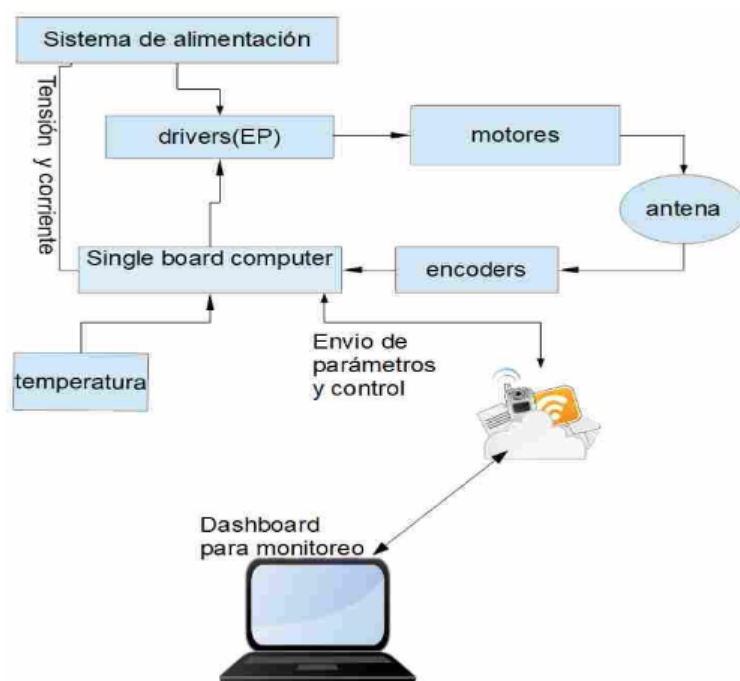 Sistema de alimentación
Tensión y corriente
drivers(EP)
motores
antena
Single board computer
encoders
temperatura
Envio de
parámetros
y control
Dashboard
para monitoreo